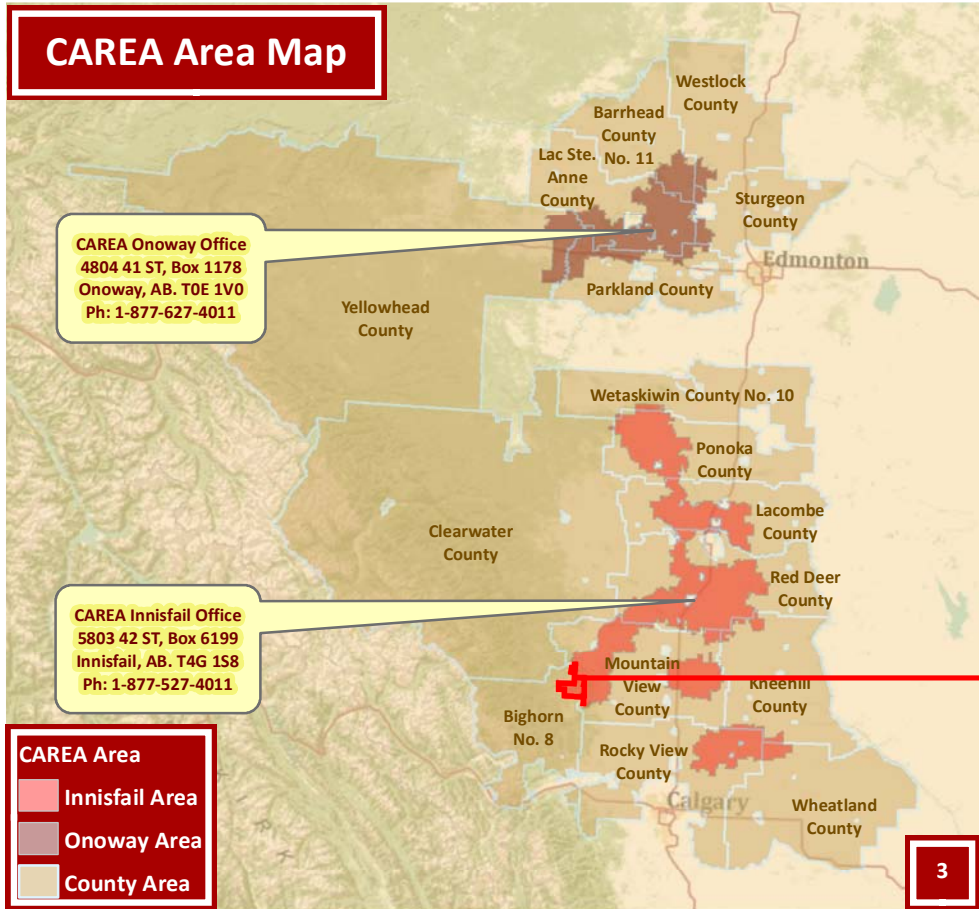 CAREA Area Map
Westlock
County
Barrhead
County
No. 11
Lac Ste.
Anne
County
Sturgeon
County
CAREA Onoway Office
4804 41 ST, Box 1178
Onoway, AB. T0E 1V0
Ph: 1-877-627-4011
Edmonton
Parkland County
Yellowhead
County
Wetaskiwin County No. 10
Ponoka
County
Lacombe
County
Clearwater
County
Red Deer
County
CAREA Innisfail Office
5803 42 ST, Box 6199
Innisfail, AB. T4G 1S8
Ph: 1-877-527-4011
Mountain
View
County
Kneehill
County
Bighorn
No. 8
Rocky View
County
Calgary
Wheatland
County
CAREA Area
Innisfail Area
Onoway Area
County Area
3